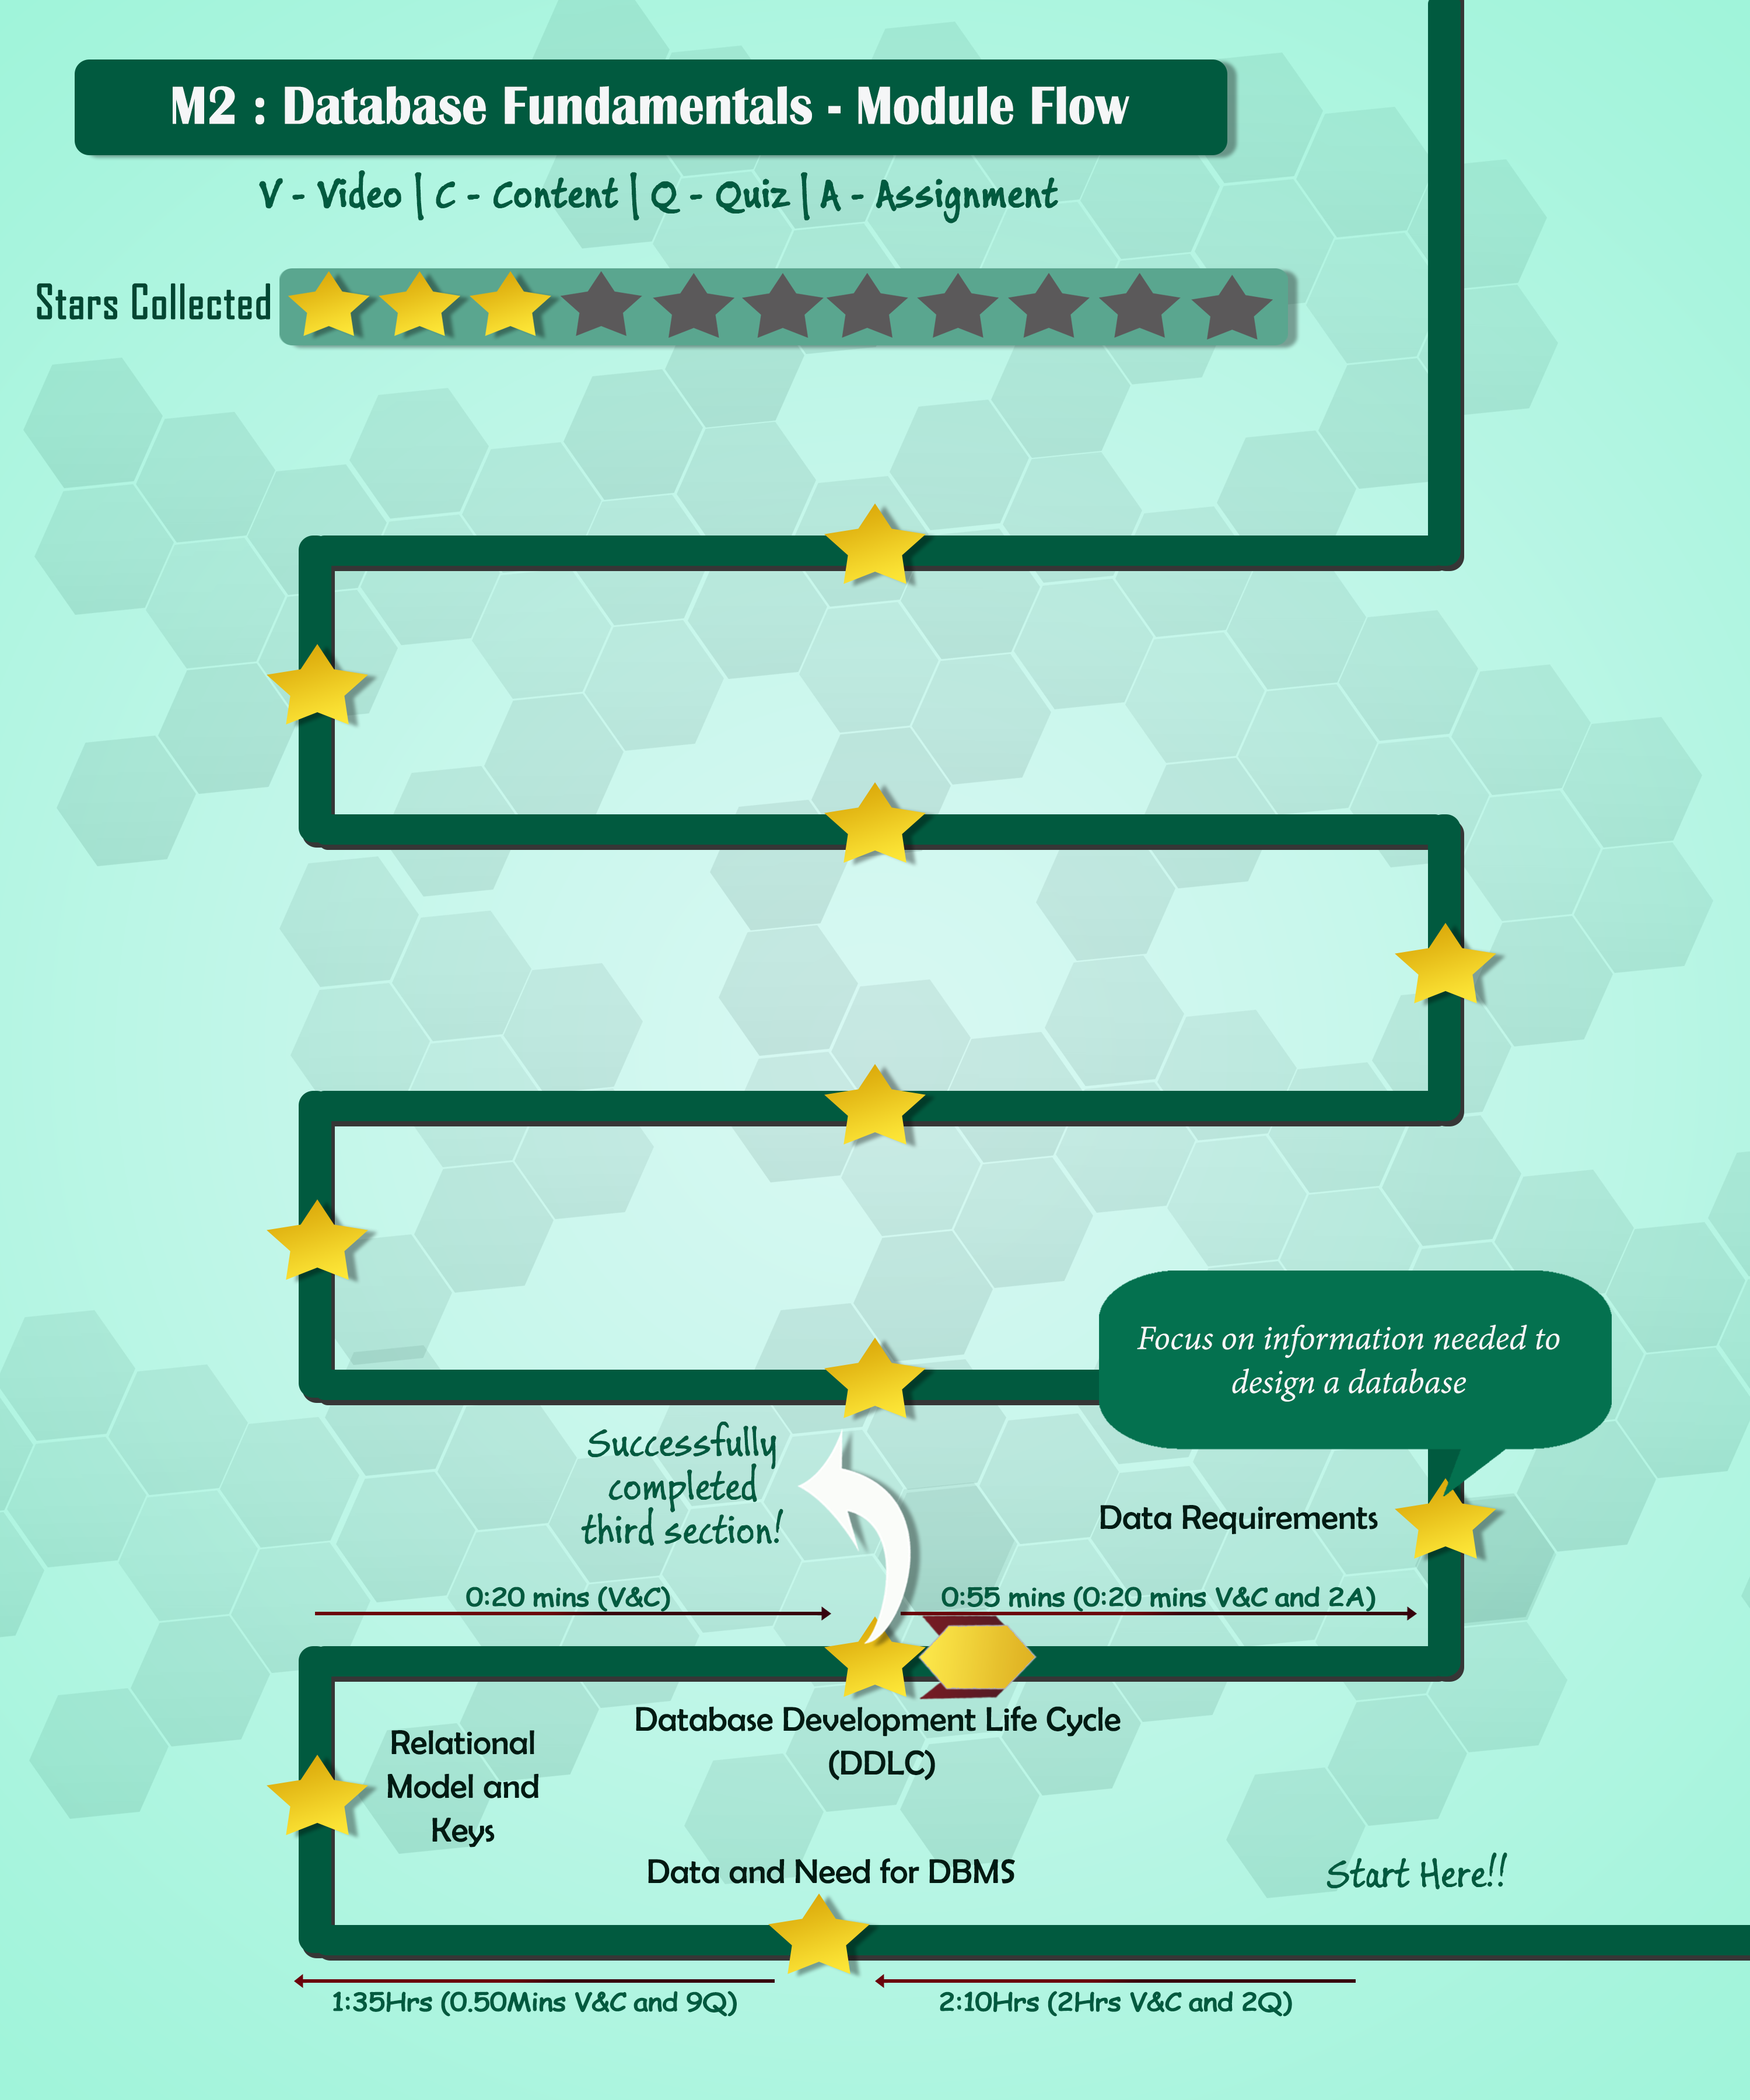 M2 : Database Fundamentals - Module Flow
V - Video | C - Content | Q - Quiz | A - Assignment
Stars Collected
Focus on information needed to
design a database
Successfully
completed
third section!
Data Requirements
0:20 mins (V&C)
0:55 mins (0:20 mins V&C and 2A)
Database Development Life Cycle
(DDLC)
Relational
Model and
Keys
Data and Need for DBMS
Start Here!!
1:35Hrs (0.50Mins V&C and 9Q)
2:10Hrs (2Hrs V&C and 2Q)